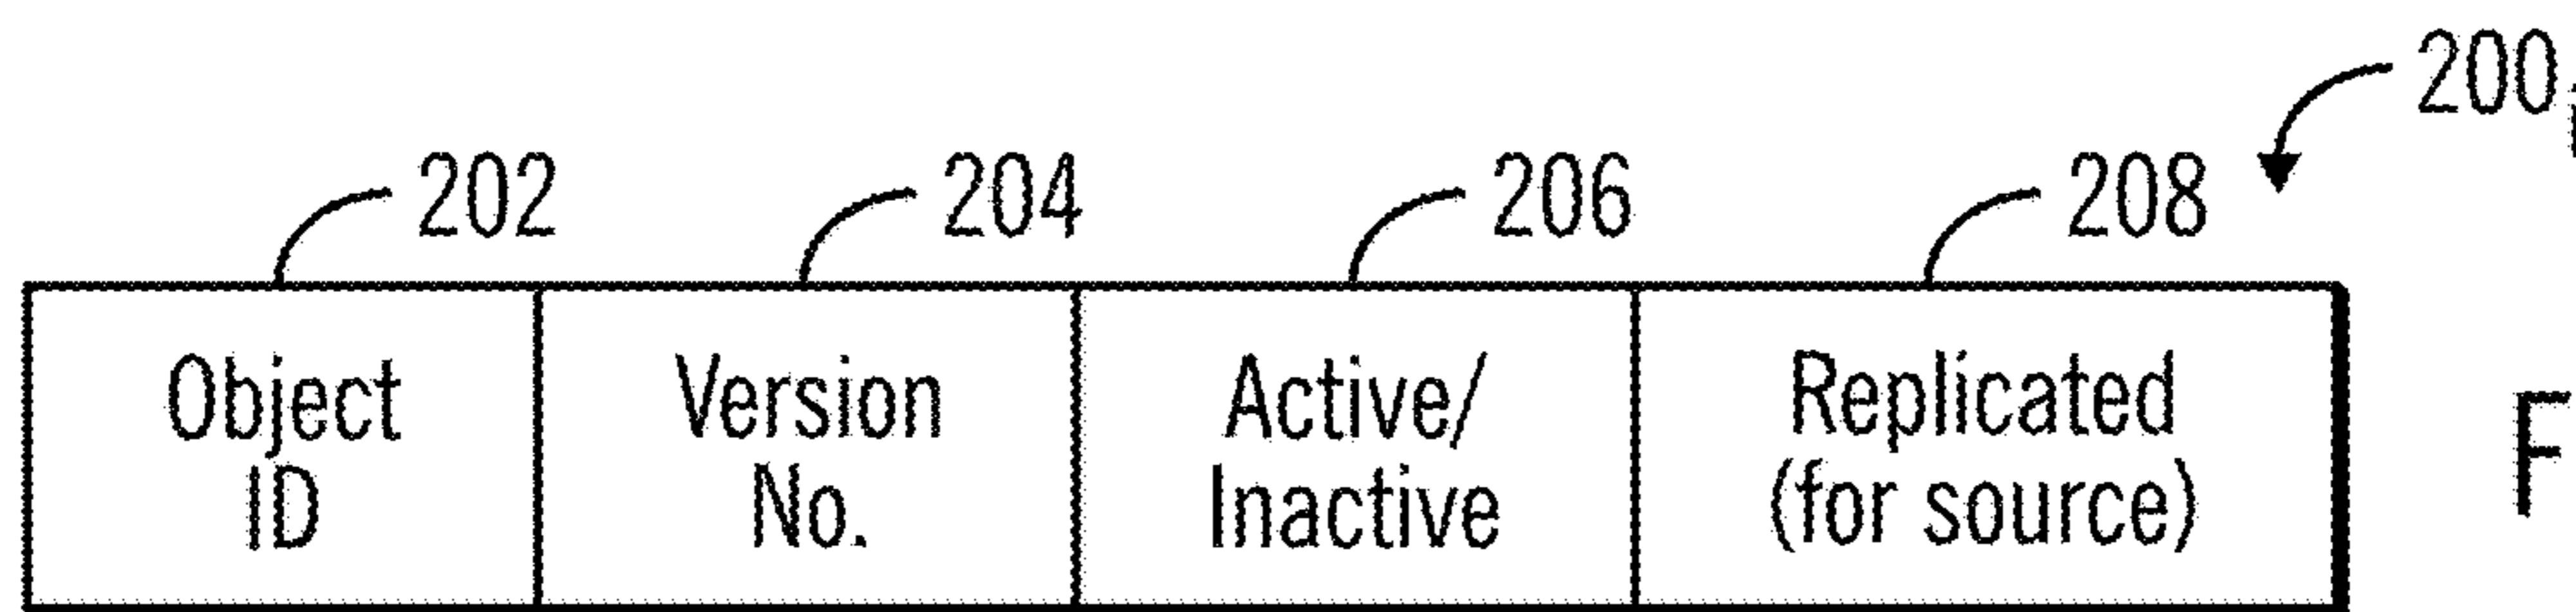 200
202 204 206 208
Object Version Active/ Replicated
ID No. Inactive (for source)
F